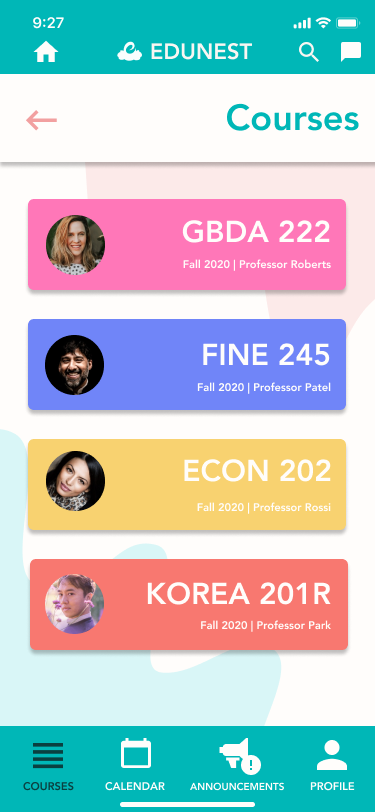 9:27
EDUNEST
Courses
GBDA 222
Fall 2020 | Professor Roberts
FINE 245
Fall 2020 | Professor Patel
ECON 202
Fall 2020 | Professor Rossi
KOREA 201R
Fall 2020 | Professor Park
COURSES CALENDAR ANNOUNCEMENTS PROFILE